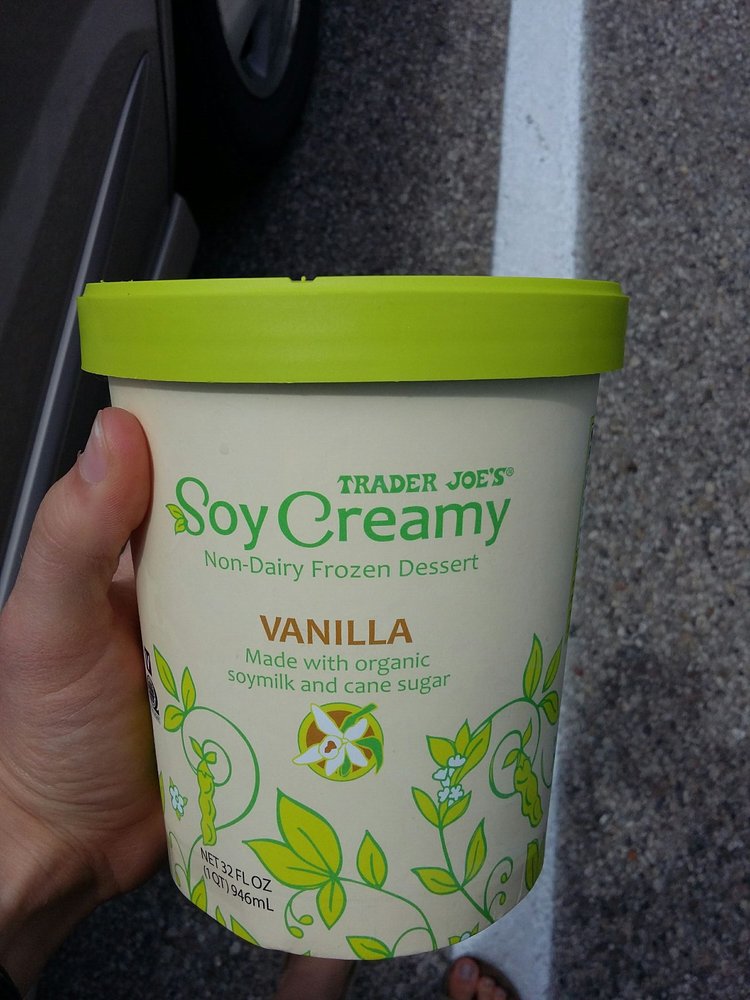 TRADER JOE'S®
Soy Creamy
Non-Dairy Frozen Dessert
VANILLA
Made with organic
soymilk and cane sugar
NET 32 FL OZ
(1 QT) 946mL